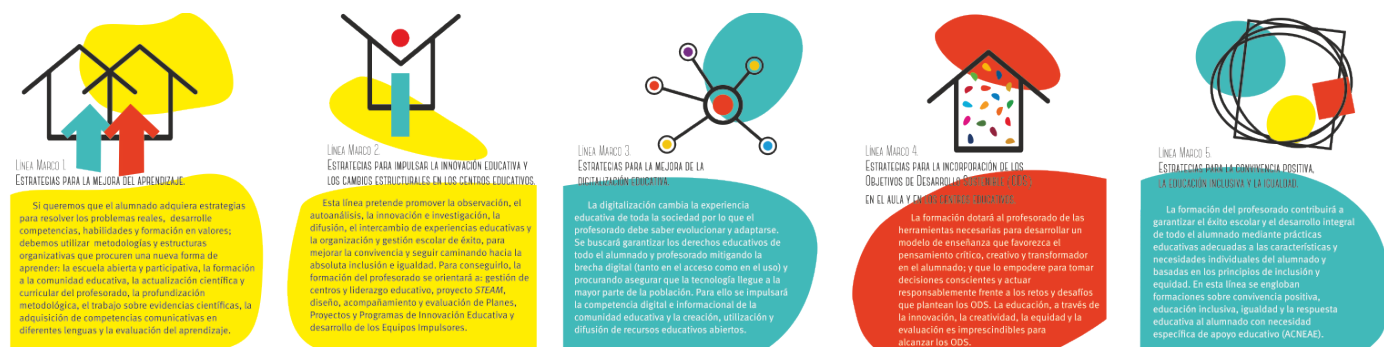 Línea Marco 1.
Estrategias para la mejora del aprendizaje.
Si queremos que el alumnado adquiera estrategias
para resolver los problemas reales, desarrolle
competencias, habilidades y formación en valores;
debemos utilizar metodologías y estructuras
organizativas que procuren una nueva forma de
aprender: la escuela abierta y participativa, la formación
a la comunidad educativa, la actualización científica y
curricular del profesorado, la profundización
metodológica, el trabajo sobre evidencias científicas, la
adquisición de competencias comunicativas en
diferentes lenguas y la evaluación del aprendizaje.
Línea Marco 2.
Estrategias para impulsar la innovación educativa y
los cambios estructurales en los centros educativos.
Esta línea pretende promover la observación, el
autoanálisis, la innovación e investigación, la
difusión, el intercambio de experiencias educativas y
la organización y gestión escolar de éxito, para
mejorar la convivencia y seguir caminando hacia la
absoluta inclusión e igualdad. Para conseguirlo, la
formación del profesorado se orientará a: gestión de
centros y liderazgo educativo, proyecto STEAM,
diseño, acompañamiento y evaluación de Planes,
Proyectos y Programas de Innovación Educativa y
desarrollo de los Equipos Impulsores.
Línea Marco 3.
Estrategias para la mejora de la
digitalización educativa.
La digitalización cambia la experiencia
educativa de toda la sociedad por lo que el
profesorado debe saber evolucionar y adaptarse.
Se buscará garantizar los derechos educativos de
todo el alumnado y profesorado mitigando la
brecha digital (tanto en el acceso como en el uso) y
procurando asegurar que la tecnología llegue a la
mayor parte de la población. Para ello se impulsará
la competencia digital e informacional de la
comunidad educativa y la creación, utilización y
difusión de recursos educativos abiertos.
Línea Marco 4.
Estrategias para la incorporación de los
Objetivos de Desarrollo Sostenible (ODS)
en el aula y en
La formación dotará al profesorado de las
herramientas necesarias para desarrollar un
modelo de enseñanza que favorezca el
pensamiento crítico, creativo y transformador
en el alumnado; y que lo empodere para tomar
decisiones conscientes y actuar
responsablemente frente a los retos y desafíos
que plantean los ODS. La educación, a través de
la innovación, la creatividad, la equidad y la
evaluación es imprescindibles para
alcanzar los ODS.
Línea Marco 5.
Estrategias para la convivencia positiva,
la educación inclusiva y la igualdad.
La formación del profesorado contribuirá a
garantizar el éxito escolar y el desarrollo integral
de todo el alumnado mediante prácticas
educativas adecuadas a las características y
necesidades individuales del alumnado y
basadas en los principios de inclusión y
equidad. En esta línea se engloban
formaciones sobre convivencia positiva,
educación inclusiva, igualdad y la respuesta
educativa al alumnado con necesidad
específica de apoyo educativo (ACNEAE).